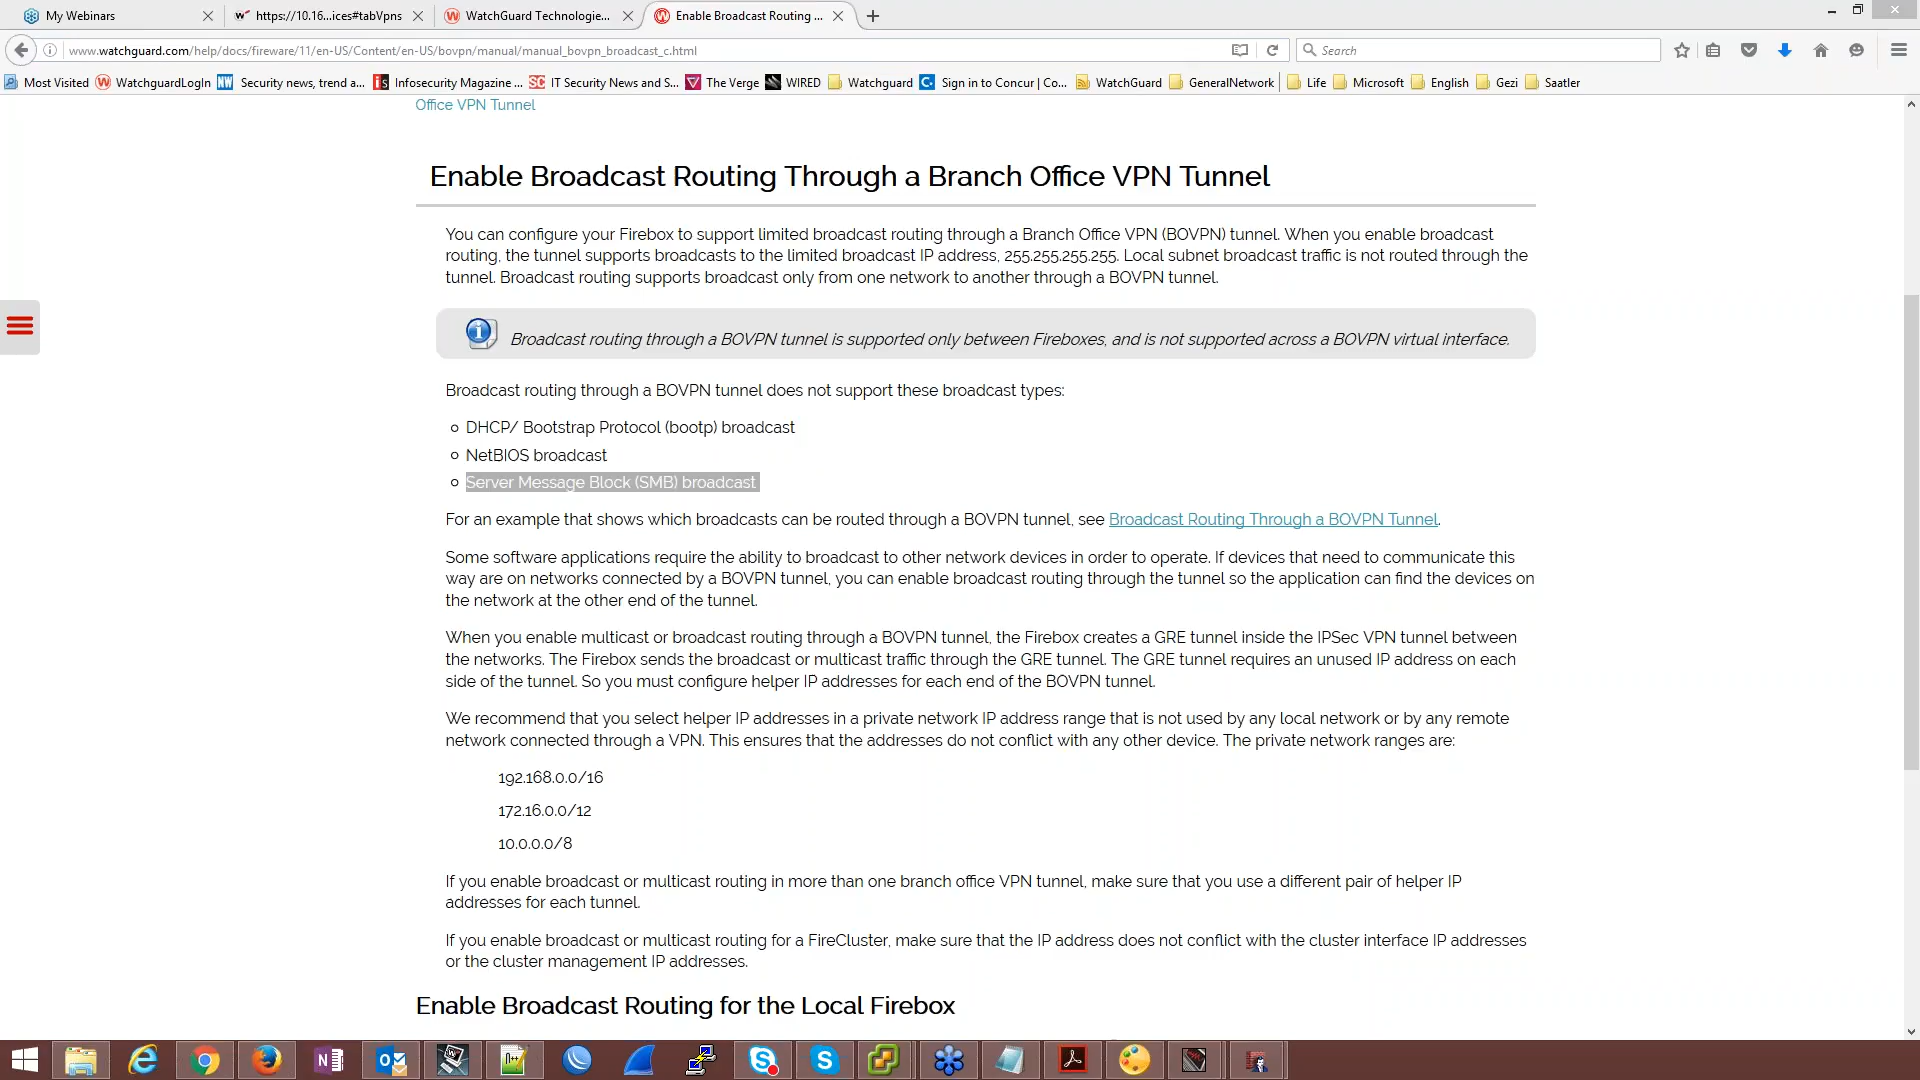 My Webinars
https://10.16...ices#tabVpns
WatchGuard Technologie...
Enable Broadcast Routing ...
www.watchguard.com/help/docs/fireware/11/en-US/Content/en-US/bovpn/manual/manual_bovpn_broadcast_c.html
Search
Most Visited
WatchguardLogIn
Security news, trend a...
Infosecurity Magazine ...
IT Security News and S...
The Verge
WIRED
Watchguard
Sign in to Concur | Co...
WatchGuard
GeneralNetwork
Life
Microsoft
English
Gezi
Saatler
Office VPN Tunnel
Enable Broadcast Routing Through a Branch Office VPN Tunnel
You can configure your Firebox to support limited broadcast routing through a Branch Office VPN (BOVPN) tunnel. When you enable broadcast
routing, the tunnel supports broadcasts to the limited broadcast IP address, 255.255.255.255. Local subnet broadcast traffic is not routed through the
tunnel. Broadcast routing supports broadcast only from one network to another through a BOVPN tunnel.
Broadcast routing through a BOVPN tunnel is supported only between Fireboxes, and is not supported across a BOVPN virtual interface.
Broadcast routing through a BOVPN tunnel does not support these broadcast types:
DHCP/ Bootstrap Protocol (bootp) broadcast
NetBIOS broadcast
Server Message Block (SMB) broadcast
For an example that shows which broadcasts can be routed through a BOVPN tunnel, see Broadcast Routing Through a BOVPN Tunnel.
Some software applications require the ability to broadcast to other network devices in order to operate. If devices that need to communicate this
way are on networks connected by a BOVPN tunnel, you can enable broadcast routing through the tunnel so the application can find the devices on
the network at the other end of the tunnel.
When you enable multicast or broadcast routing through a BOVPN tunnel, the Firebox creates a GRE tunnel inside the IPSec VPN tunnel between
the networks. The Firebox sends the broadcast or multicast traffic through the GRE tunnel. The GRE tunnel requires an unused IP address on each
side of the tunnel. So you must configure helper IP addresses for each end of the BOVPN tunnel.
We recommend that you select helper IP addresses in a private network IP address range that is not used by any local network or by any remote
network connected through a VPN. This ensures that the addresses do not conflict with any other device. The private network ranges are:
192.168.0.0/16
172.16.0.0/12
10.0.0.0/8
If you enable broadcast or multicast routing in more than one branch office VPN tunnel, make sure that you use a different pair of helper IP
addresses for each tunnel.
If you enable broadcast or multicast routing for a FireCluster, make sure that the IP address does not conflict with the cluster interface IP addresses
or the cluster management IP addresses.
Enable Broadcast Routing for the Local Firebox